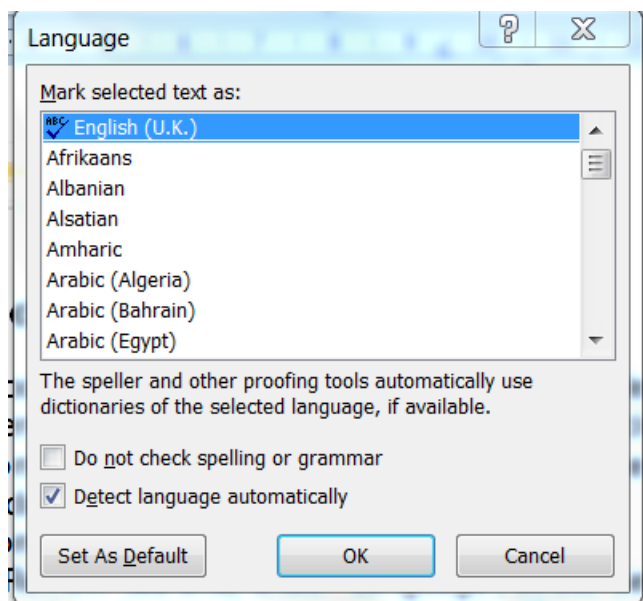 Language
Mark selected text as:
ABC English (U.K.)
Afrikaans
Albanian
Alsatian
Amharic
Arabic (Algeria)
Arabic (Bahrain)
Arabic (Egypt)
The speller and other proofing tools automatically use
dictionaries of the selected language, if available.
Do not check spelling or grammar
Detect language automatically
Set As Default OK Cancel